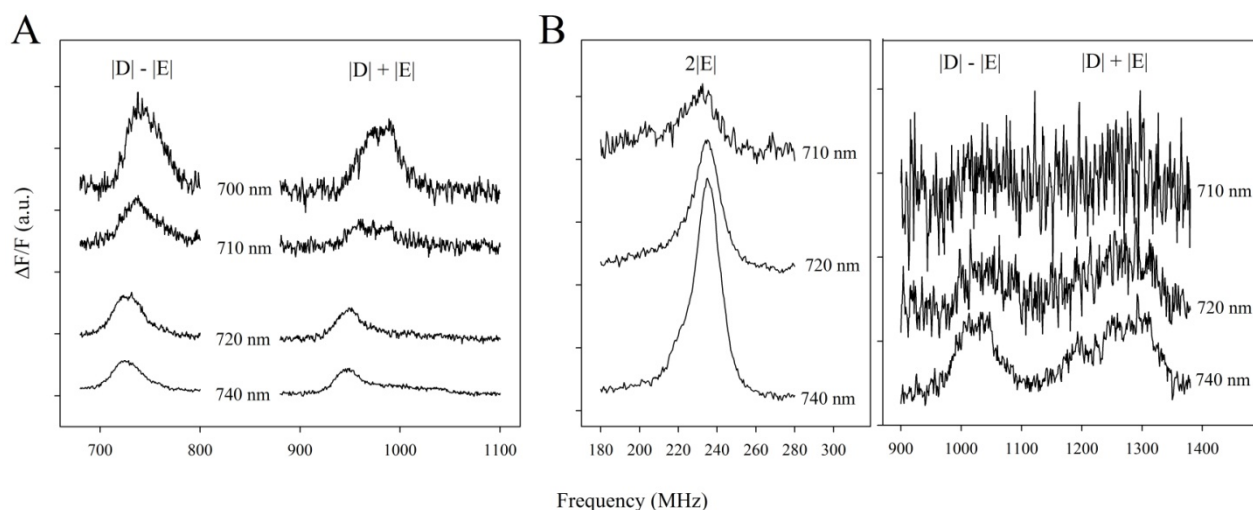 A
B
|D| - |E|
|D| + |E|
2|E|
|D| - |E|
|D| + |E|
ΔF/F (a.u.)
700 nm
710 nm
720 nm
740 nm
710 nm
720 nm
740 nm
710 nm
720 nm
740 nm
700 800 900 1000 1100
180 200 220 240 260 280 300
900 1000 1100 1200 1300 1400
Frequency (MHz)